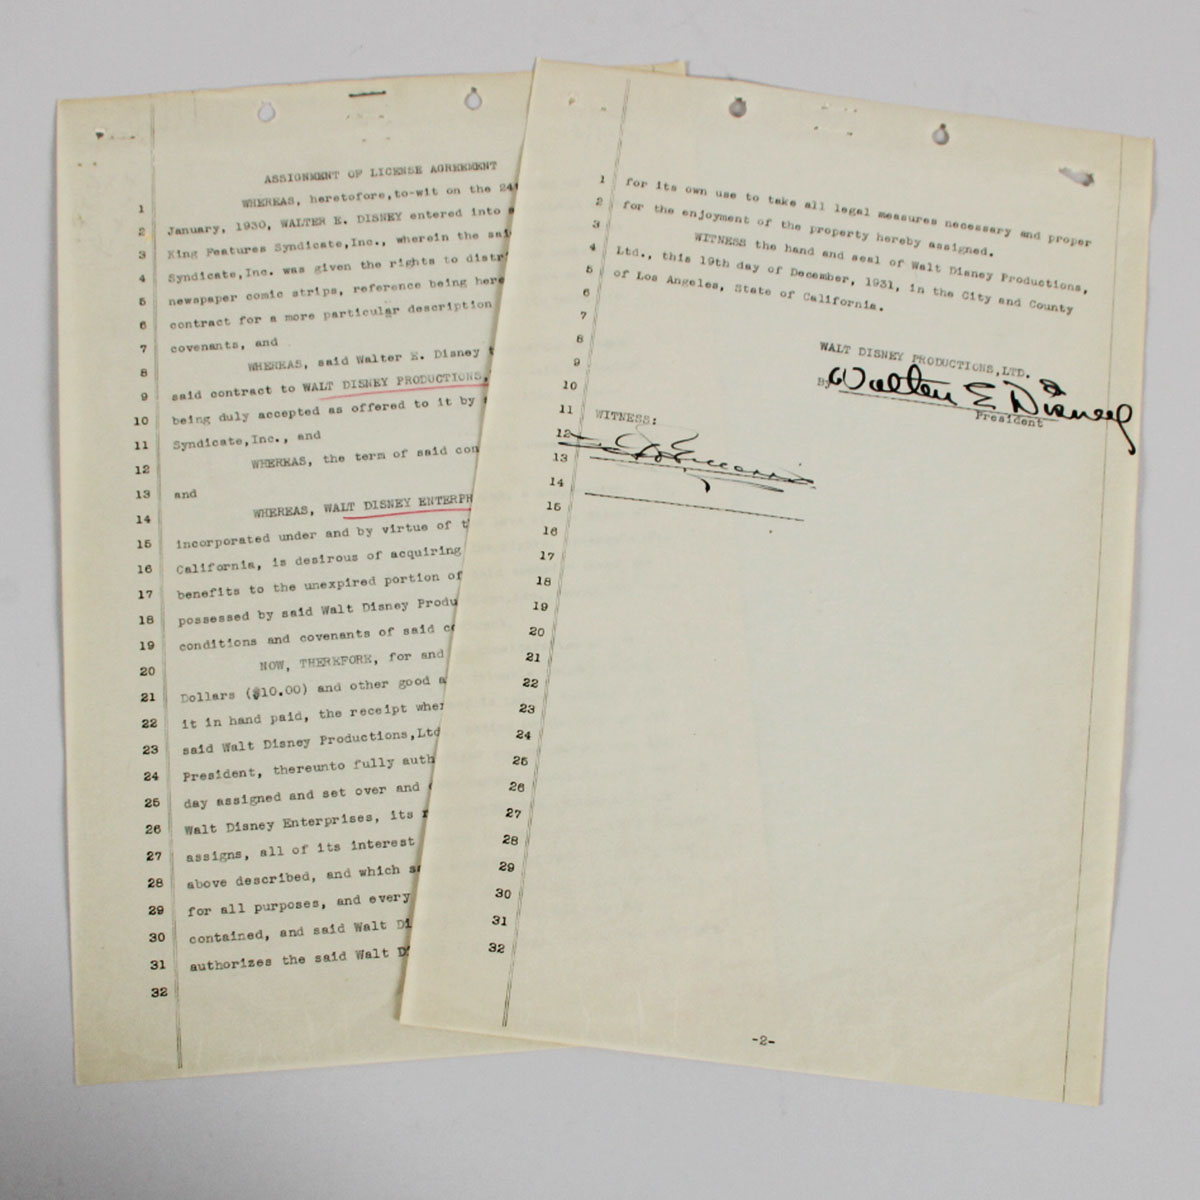 ASSIGNMENT OF LICENSE AGREEMENT
1 WHEREAS, heretofore,to-wit on the 24
2 January, 1930, WALTER E. DISNEY entered into
3 King Features Syndicate,Inc., wherein the sai
4 Syndicate,Inc. was given the rights to distr
5 newspaper comic strips, reference being here
6 contract for a more particular description
7 covenants, and
8 WHEREAS, said Walter E. Disney t
9 said contract to WALT DISNEY PRODUCTIONS,
10 being duly accepted as offered to it by
11 Syndicate,Inc., and
12 WHEREAS, the term of said con
13 and
14 WHEREAS, WALT DISNEY ENTERPR
15 incorporated under and by virtue of t
16 California, is desirous of acquiring
17 benefits to the unexpired portion of
18 possessed by said Walt Disney Produ
19 conditions and covenants of said co
20 NOW, THEREFORE, for and
21 Dollars ($10.00) and other good a
22 it in hand paid, the receipt wher
23 said Walt Disney Productions,Ltd
24 President, thereunto fully auth
25 day assigned and set over and
26 Walt Disney Enterprises, its
27 assigns, all of its interest
28 above described, and which sa
29 for all purposes, and every
30 contained, and said Walt Di
31 authorizes the said Walt D
32
1 for its own use to take all legal measures necessary and proper
2 for the enjoyment of the property hereby assigned.
3 WITNESS the hand and seal of Walt Disney Productions,
4 Ltd., this 19th day of December, 1931, in the City and County
5 of Los Angeles, State of California.
6
7
8 WALT DISNEY PRODUCTIONS,LTD.
9 By Walter E Disney
10 President
11 WITNESS:
12
13
14
15
16
17
18
19
20
21
22
23
24
25
26
27
28
29
30
31
32
-2-